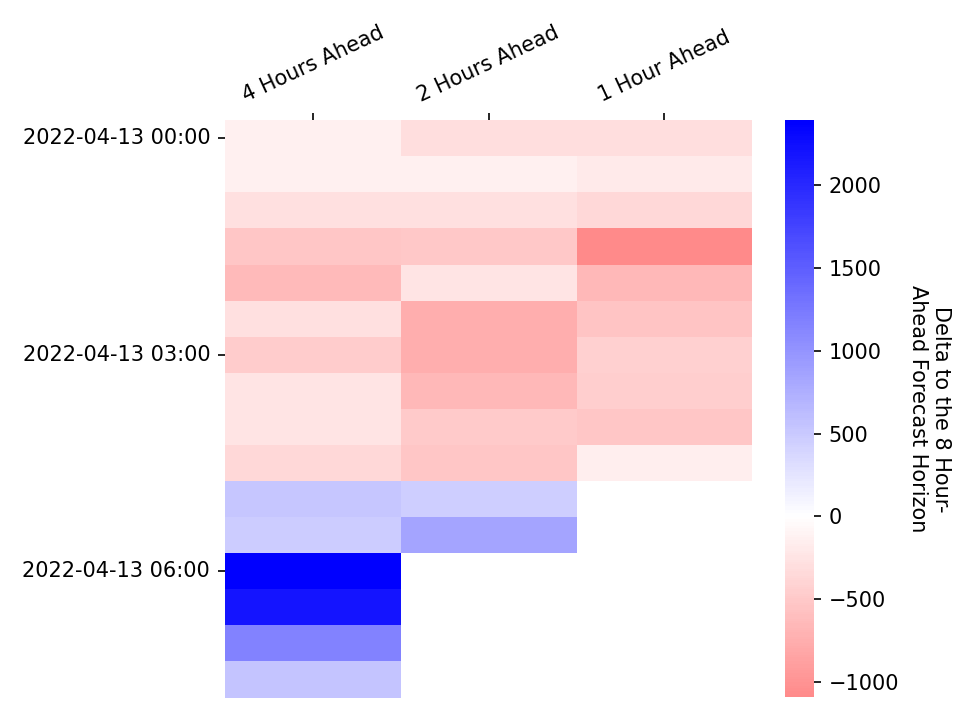 4 Hours Ahead
2 Hours Ahead
1 Hour Ahead
2022-04-13 00:00
2022-04-13 03:00
2022-04-13 06:00
2000
1500
1000
500
0
−500
−1000
Delta to the 8 Hour-
Ahead Forecast Horizon